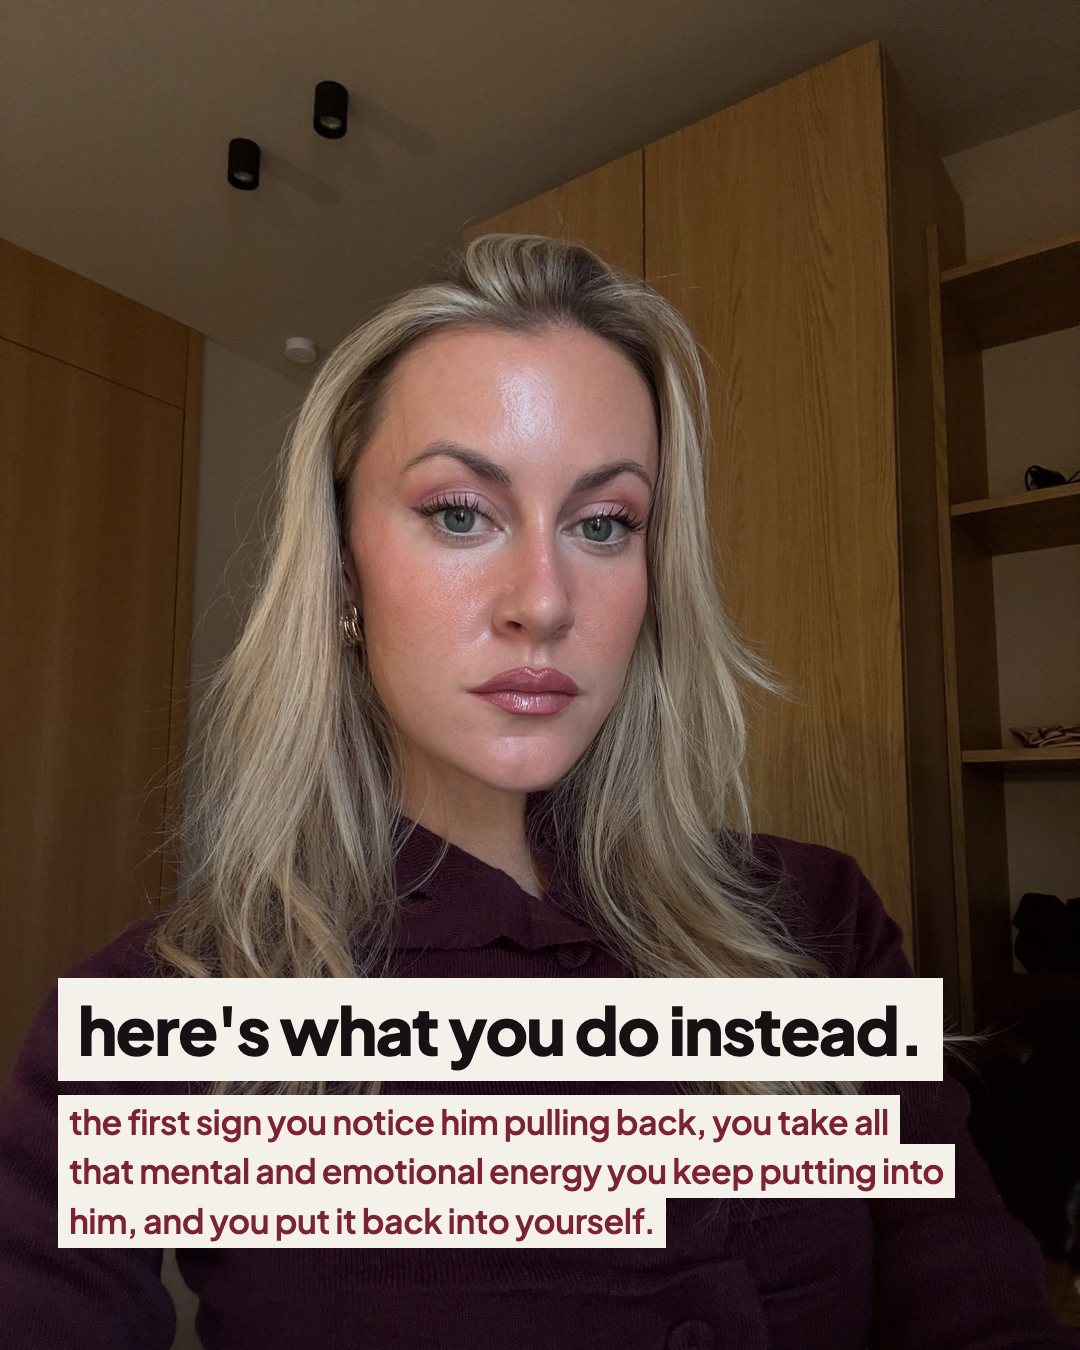 here's what you do instead.
the first sign you notice him pulling back, you take all
that mental and emotional energy you keep putting into
him, and you put it back into yourself.